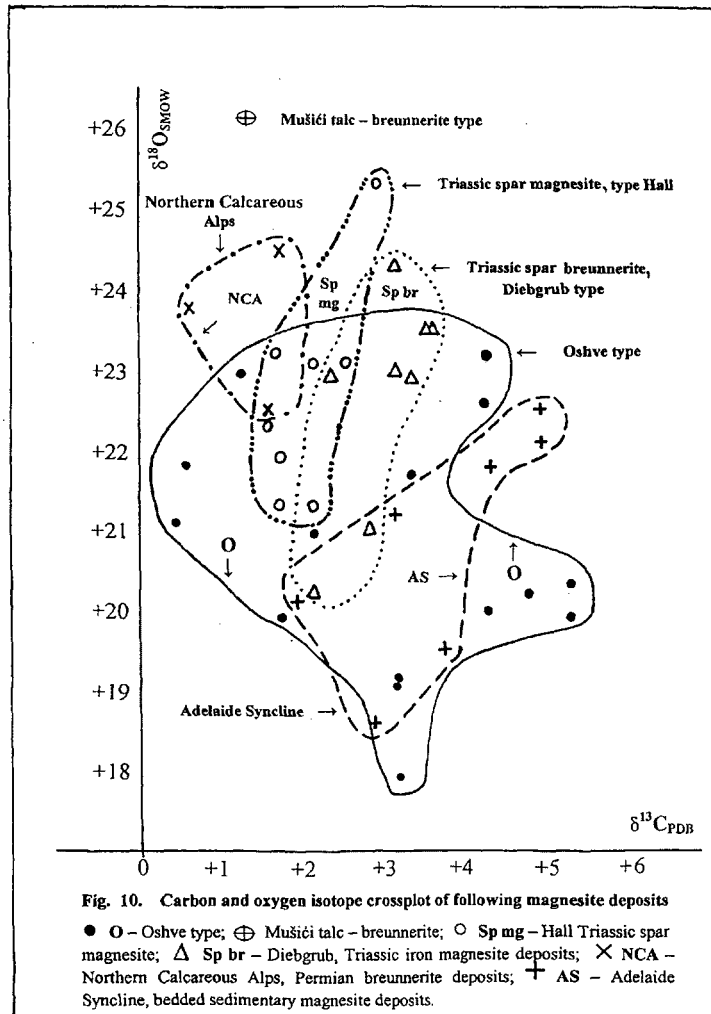 δ¹⁸O SMOW
+26
⊕ Mušići talc – breunnerite type
+25
← Triassic spar magnesite, type Hall
Northern Calcareous
Alps
↓
+24
Sp
mg
Sp br
← Triassic spar breunnerite,
Diebgrub type
NCA
← Oshve type
+23
+22
+21
O
↓
AS →
↑
O
+20
+19
Adelaide Syncline →
+18
δ¹³C PDB
0 +1 +2 +3 +4 +5 +6
Fig. 10. Carbon and oxygen isotope crossplot of following magnesite deposits
● O – Oshve type; ⊕ Mušići talc – breunnerite; ○ Sp mg – Hall Triassic spar
magnesite; △ Sp br – Diebgrub, Triassic iron magnesite deposits; × NCA –
Northern Calcareous Alps, Permian breunnerite deposits; + AS – Adelaide
Syncline, bedded sedimentary magnesite deposits.